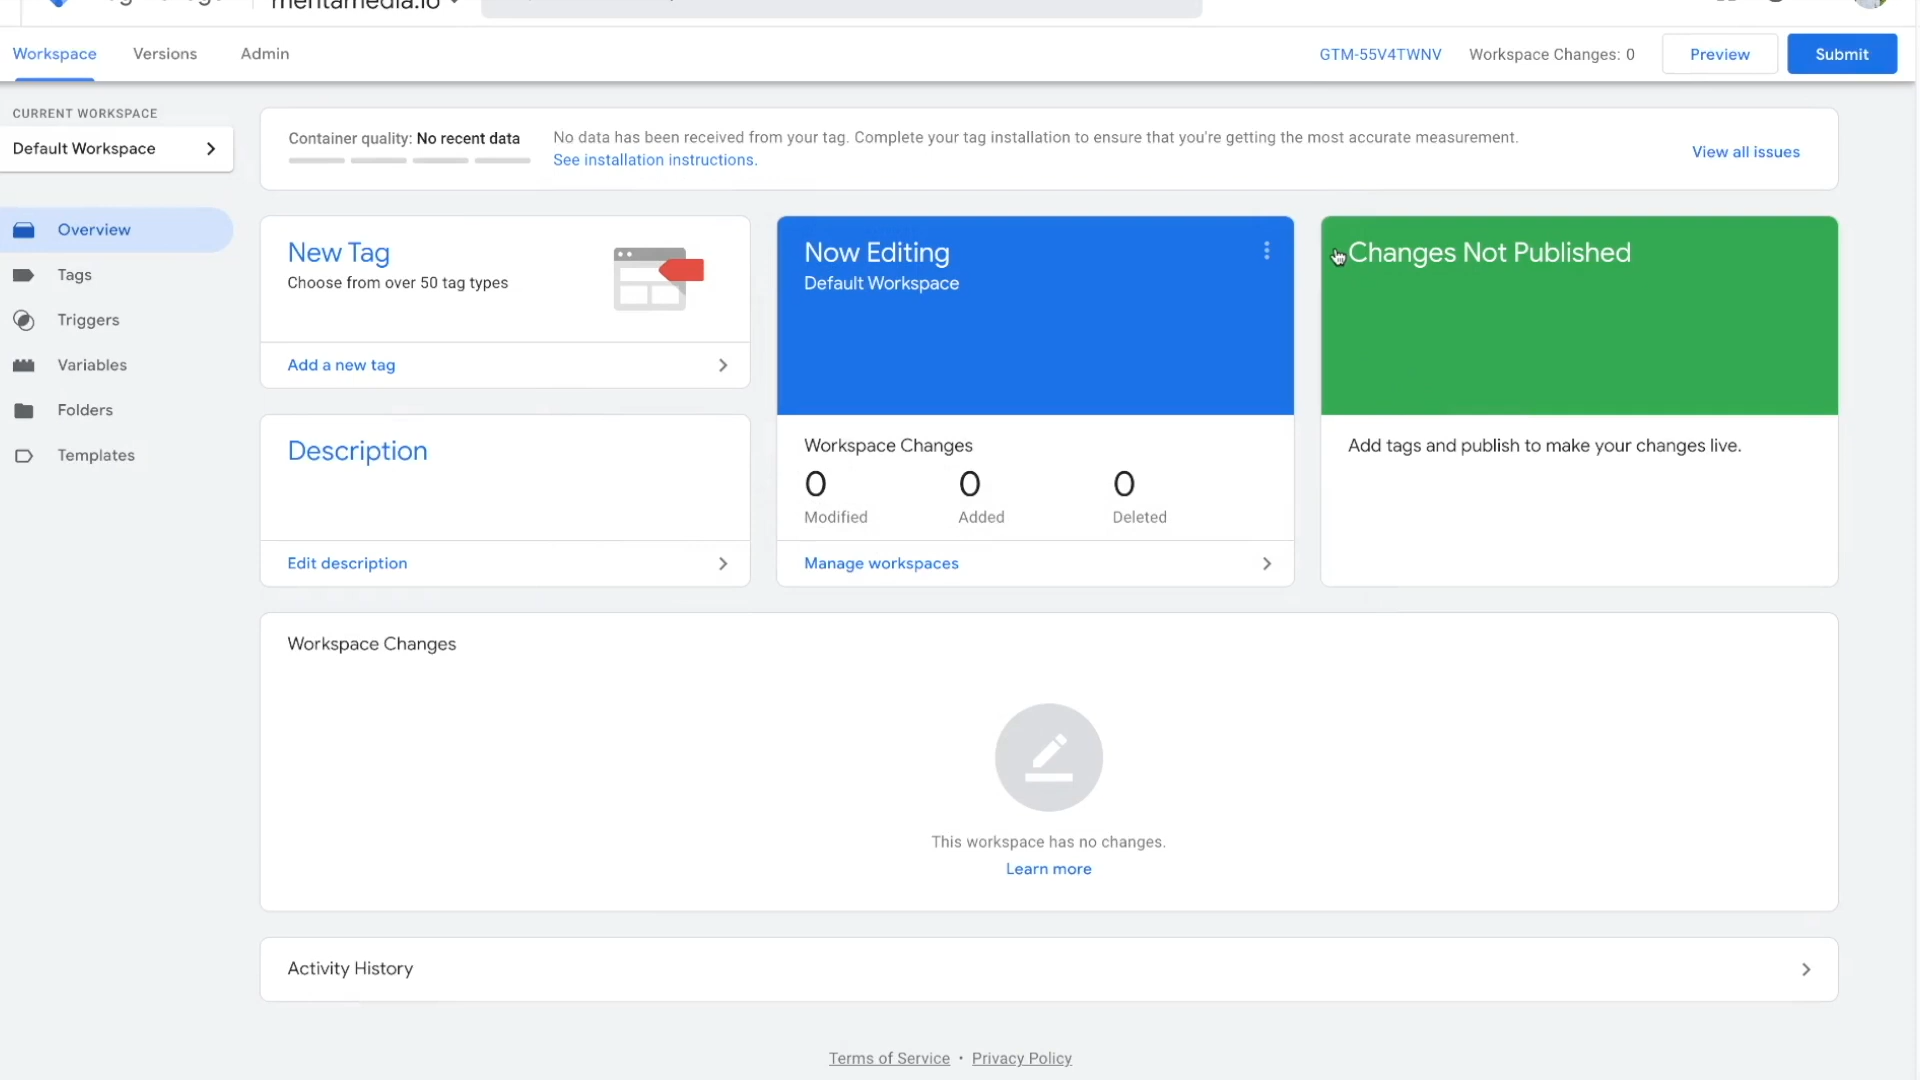 mentamedia.io
Workspace
Versions
Admin
GTM-55V4TWNV
Workspace Changes: 0
Preview
Submit
CURRENT WORKSPACE
Default Workspace
Container quality: No recent data
No data has been received from your tag. Complete your tag installation to ensure that you're getting the most accurate measurement.
See installation instructions.
View all issues
Overview
Tags
Triggers
Variables
Folders
Templates
New Tag
Choose from over 50 tag types
Add a new tag
Description
Edit description
Now Editing
Default Workspace
Workspace Changes
0
Modified
0
Added
0
Deleted
Manage workspaces
Changes Not Published
Add tags and publish to make your changes live.
Workspace Changes
This workspace has no changes.
Learn more
Activity History
Terms of Service • Privacy Policy